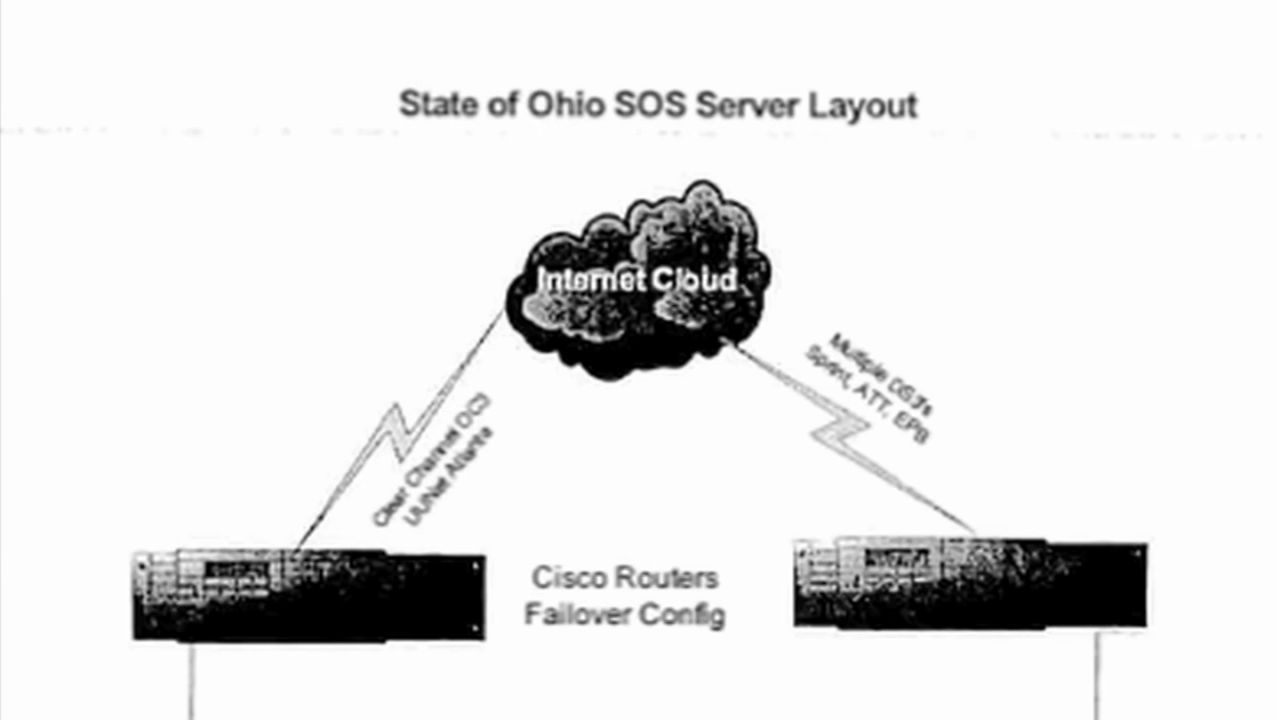 State of Ohio SOS Server Layout
Internet Cloud
Multiple DS3's
Sprint, ATT, EPB
Clear Channel OC3
UUNet Atlanta
Cisco Routers
Failover Config